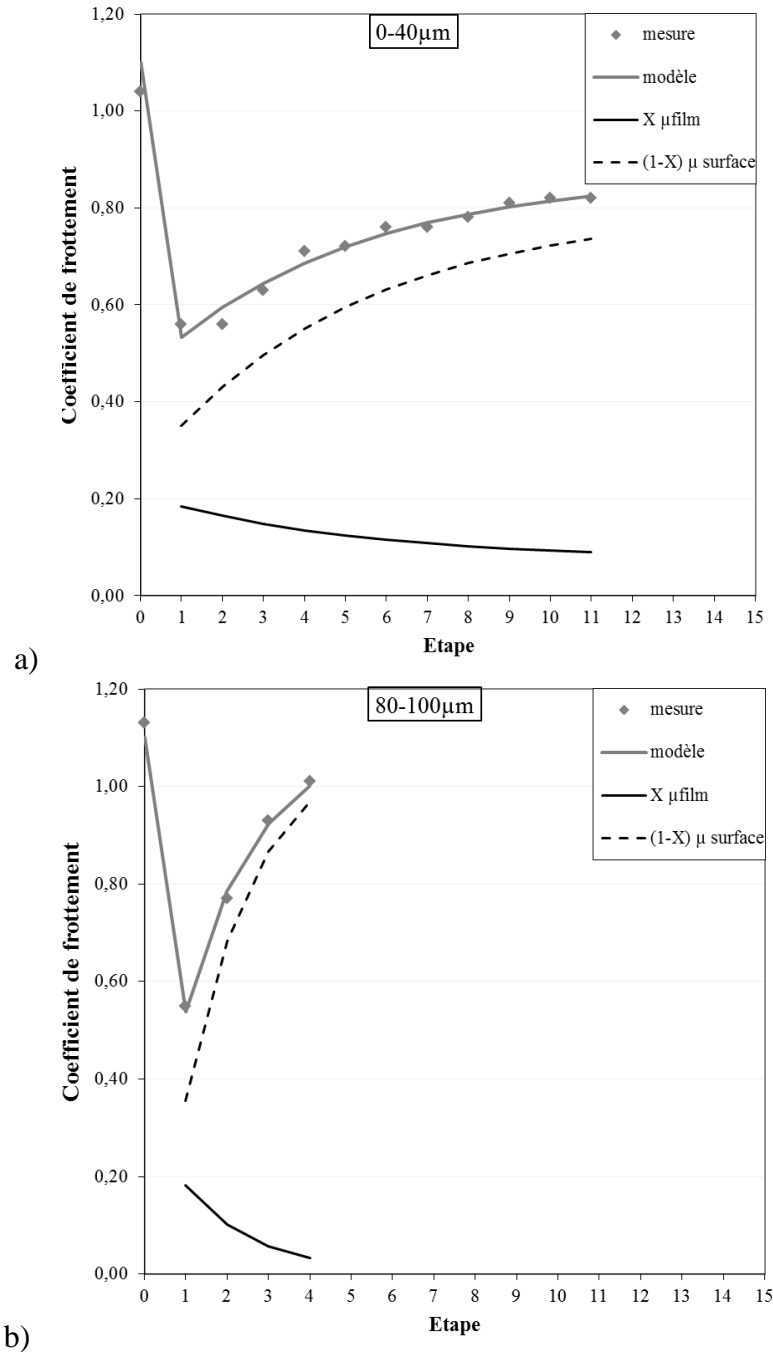 0-40µm
mesure
modèle
X µfilm
(1-X) µ surface
Coefficient de frottement
1,20
1,00
0,80
0,60
0,40
0,20
0,00
0 1 2 3 4 5 6 7 8 9 10 11 12 13 14 15
Etape
a)
80-100µm
mesure
modèle
X µfilm
(1-X) µ surface
Coefficient de frottement
1,20
1,00
0,80
0,60
0,40
0,20
0,00
0 1 2 3 4 5 6 7 8 9 10 11 12 13 14 15
Etape
b)